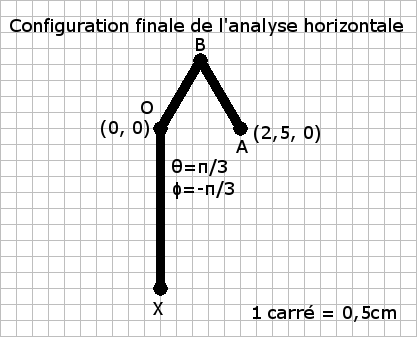 Configuration finale de l'analyse horizontale
B
O
(0, 0)
(2,5, 0)
A
θ=π/3
ϕ=-π/3
X
1 carré = 0,5cm